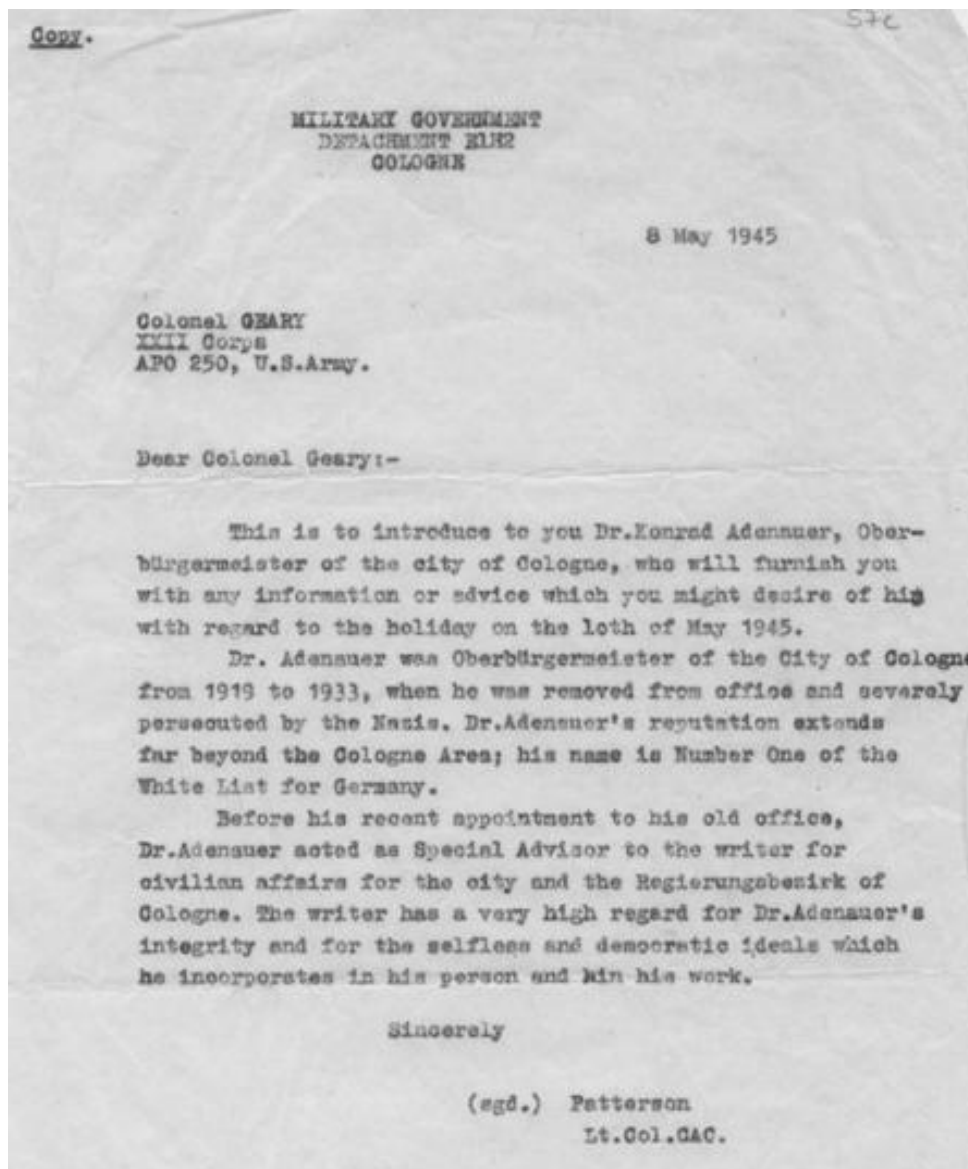 57c
Copy.
MILITARY GOVERNMENT
DETACHMENT E1H2
COLOGNE
8 May 1945
Colonel GEARY
XXII Corps
APO 250, U.S.Army.
Dear Colonel Geary:-
This is to introduce to you Dr.Konrad Adenauer, Ober-
bürgermeister of the city of Cologne, who will furnish you
with any information or advice which you might desire of him
with regard to the holiday on the loth of May 1945.
Dr. Adenauer was Oberbürgermeister of the City of Cologne
from 1919 to 1933, when he was removed from office and severely
persecuted by the Nazis. Dr.Adenauer's reputation extends
far beyond the Cologne Area; his name is Number One of the
White List for Germany.
Before his recent appointment to his old office,
Dr.Adenauer acted as Special Advisor to the writer for
civilian affairs for the city and the Regierungsbezirk of
Cologne. The writer has a very high regard for Dr.Adenauer's
integrity and for the selfless and democratic ideals which
he incorporates in his person and hin his work.
Sincerely
(sgd.) Patterson
Lt.Col.CAC.